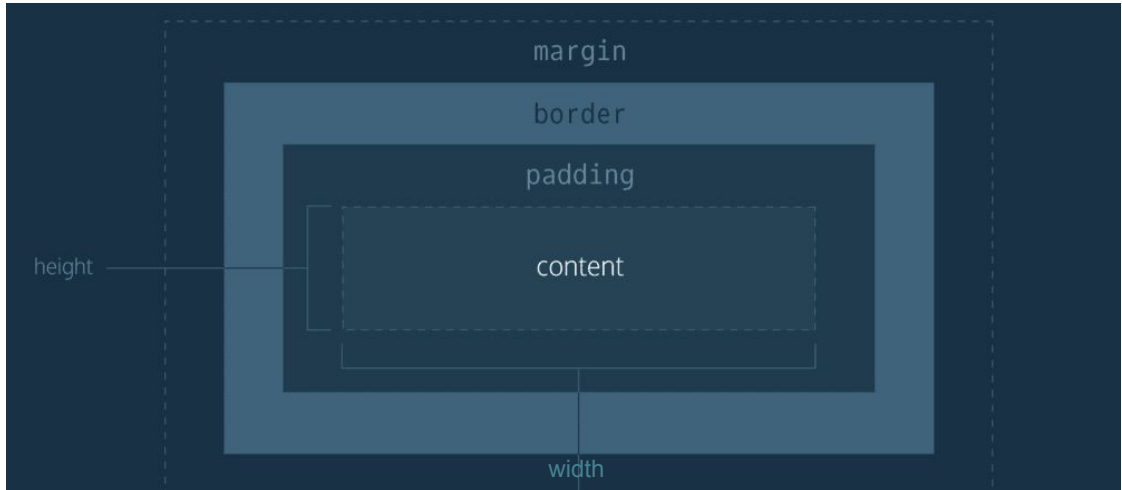 margin
border
padding
height
content
width